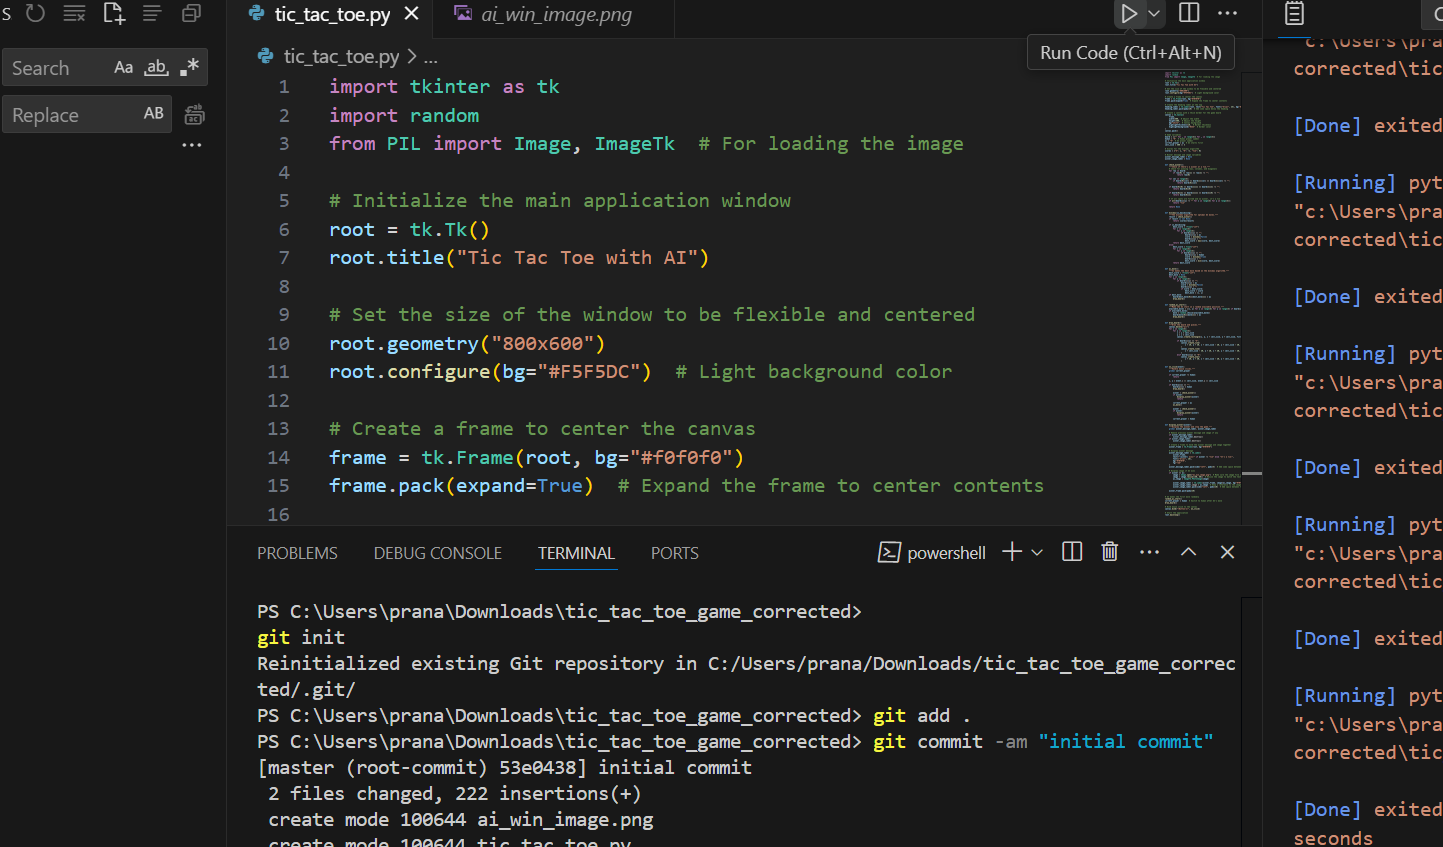 S
tic_tac_toe.py
ai_win_image.png
C
Search Aa ab
Replace AB
tic_tac_toe.py > ...
Run Code (Ctrl+Alt+N)
1 import tkinter as tk
2 import random
3 from PIL import Image, ImageTk # For loading the image
4
5 # Initialize the main application window
6 root = tk.Tk()
7 root.title("Tic Tac Toe with AI")
8
9 # Set the size of the window to be flexible and centered
10 root.geometry("800x600")
11 root.configure(bg="#F5F5DC") # Light background color
12
13 # Create a frame to center the canvas
14 frame = tk.Frame(root, bg="#f0f0f0")
15 frame.pack(expand=True) # Expand the frame to center contents
16
PROBLEMS DEBUG CONSOLE TERMINAL PORTS
powershell
PS C:\Users\prana\Downloads\tic_tac_toe_game_corrected>
git init
Reinitialized existing Git repository in C:/Users/prana/Downloads/tic_tac_toe_game_correc
ted/.git/
PS C:\Users\prana\Downloads\tic_tac_toe_game_corrected> git add .
PS C:\Users\prana\Downloads\tic_tac_toe_game_corrected> git commit -am "initial commit"
[master (root-commit) 53e0438] initial commit
2 files changed, 222 insertions(+)
create mode 100644 ai_win_image.png
create mode 100644 tic_tac_toe.py
"c:\Users\pra
corrected\tic
[Done] exited
[Running] pyt
"c:\Users\pra
corrected\tic
[Done] exited
[Running] pyt
"c:\Users\pra
corrected\tic
[Done] exited
[Running] pyt
"c:\Users\pra
corrected\tic
[Done] exited
[Running] pyt
"c:\Users\pra
corrected\tic
[Done] exited
seconds